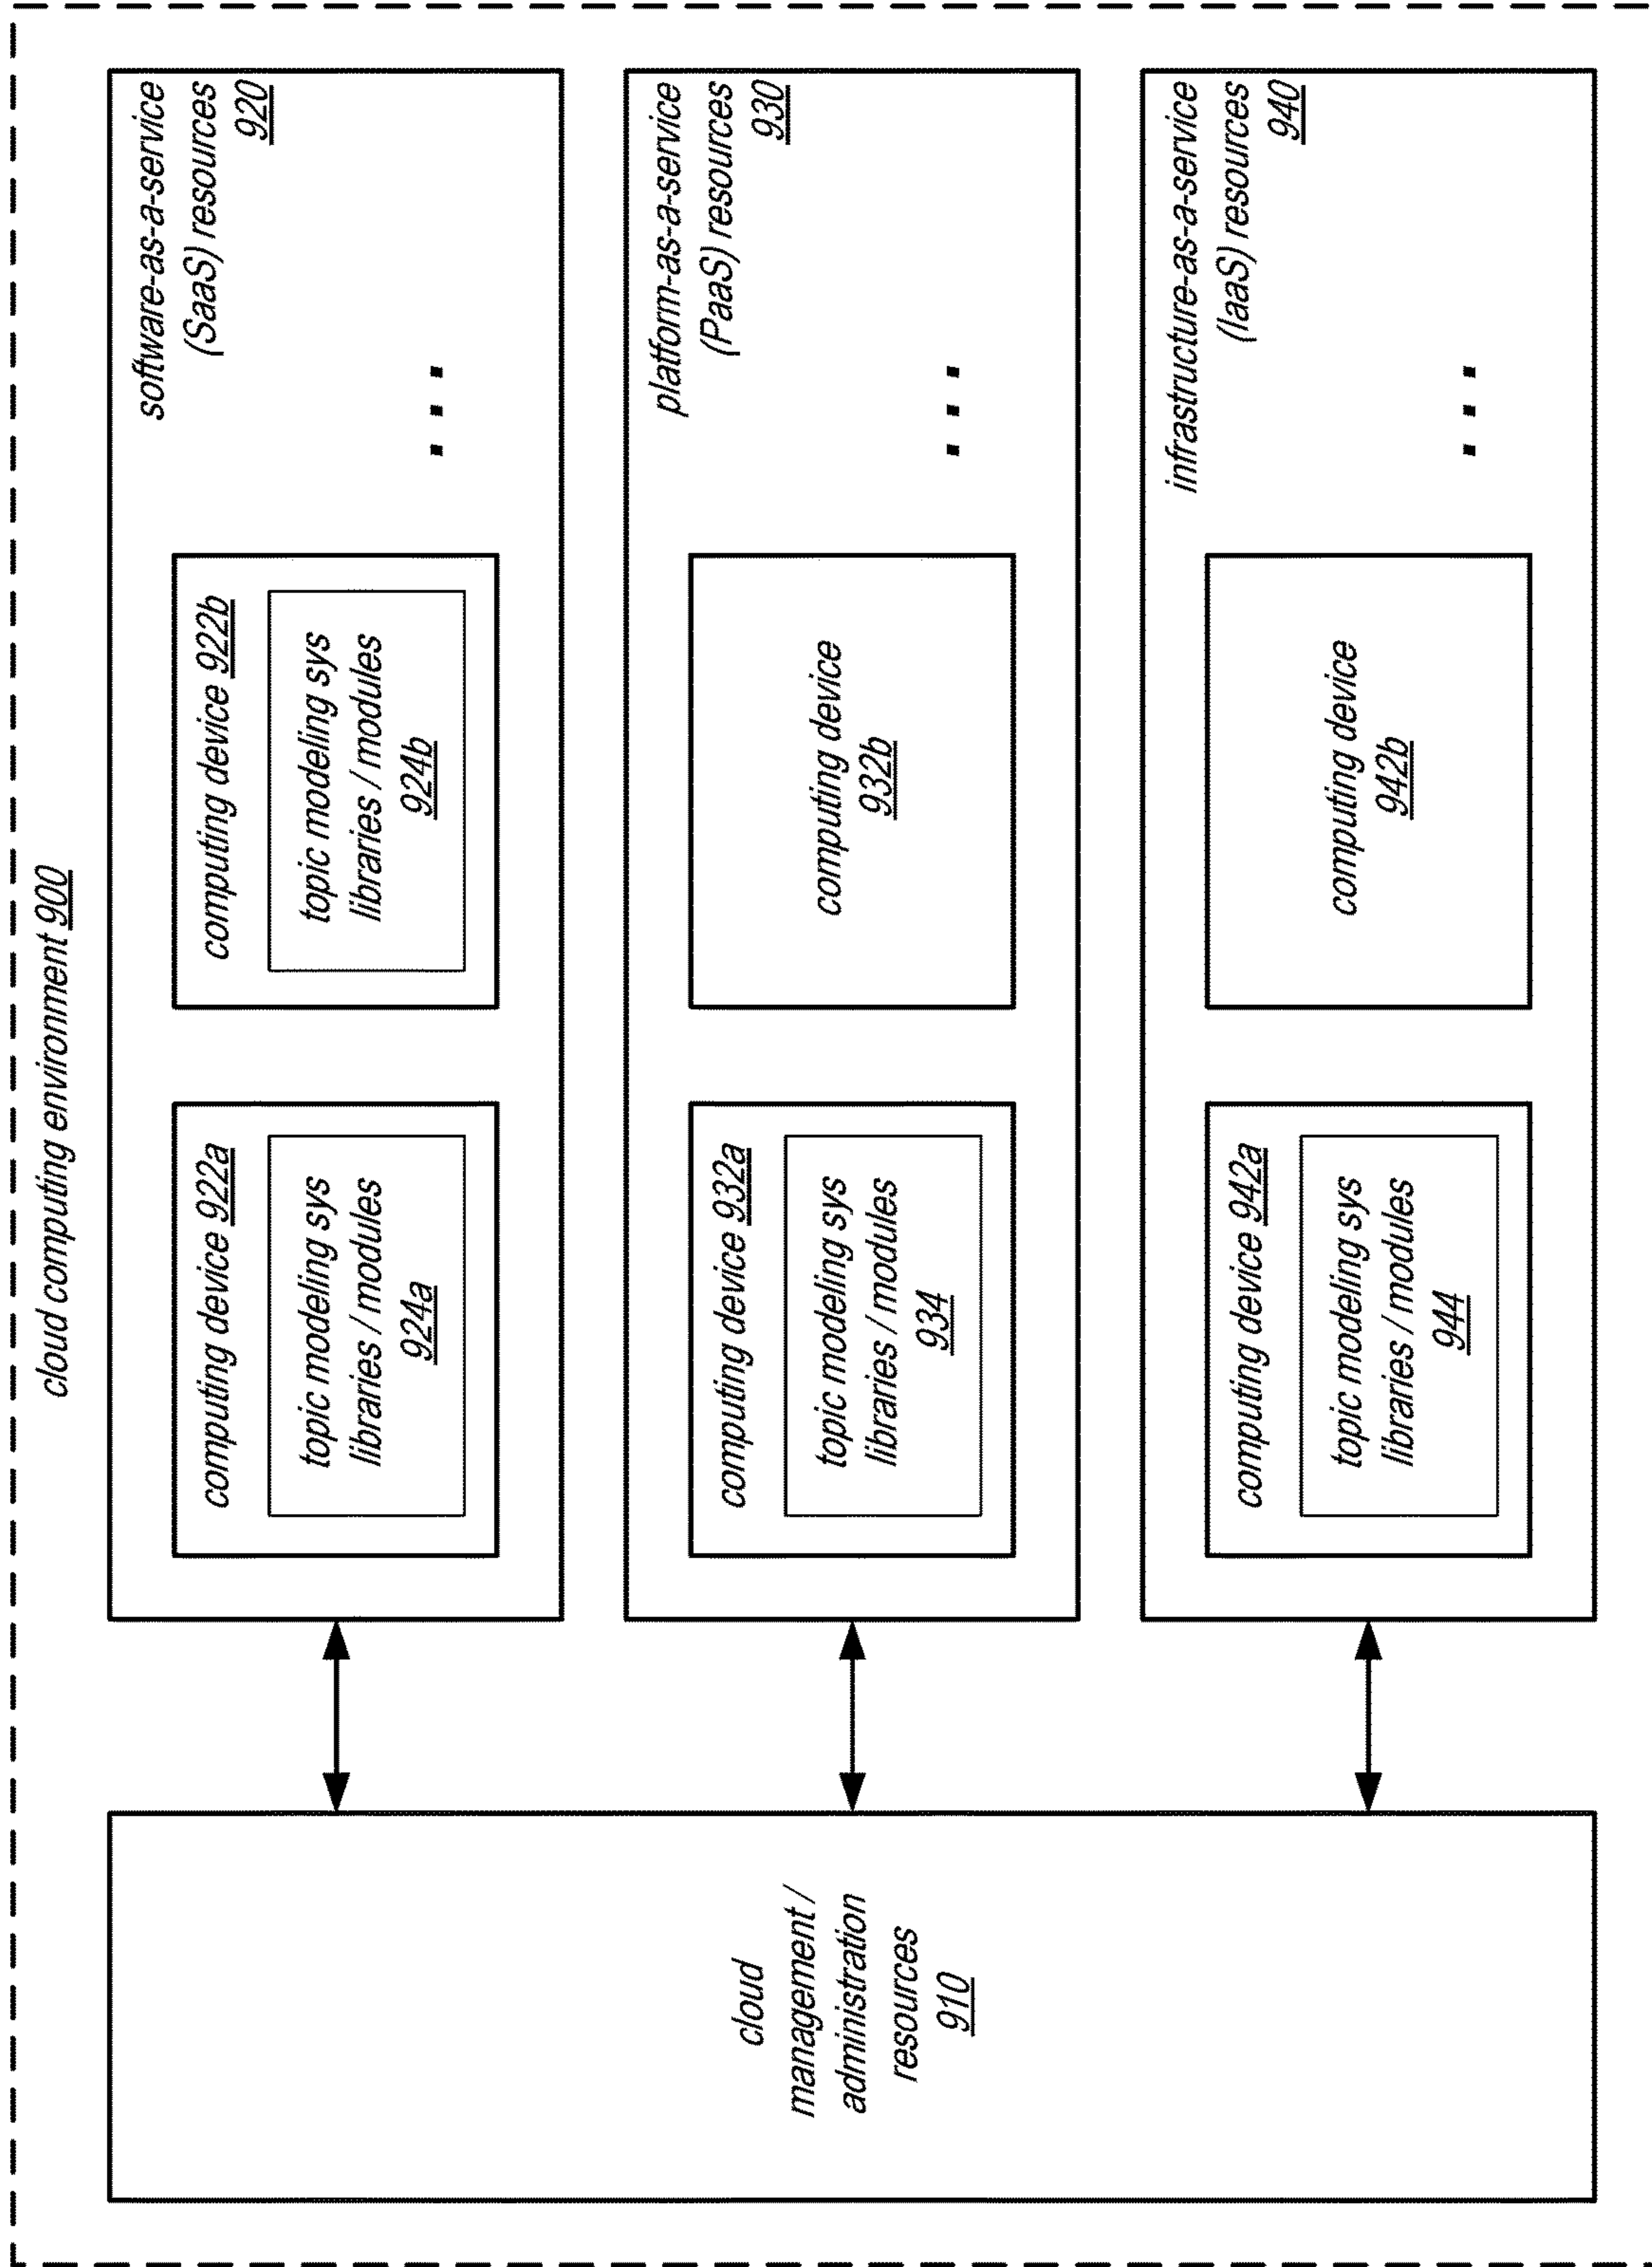 cloud computing environment 900
cloud
management /
administration
resources
910
software-as-a-service
(SaaS) resources
920
computing device 922a
topic modeling sys
libraries / modules
924a
computing device 922b
topic modeling sys
libraries / modules
924b
...
platform-as-a-service
(PaaS) resources
930
computing device 932a
topic modeling sys
libraries / modules
934
computing device
932b
...
infrastructure-as-a-service
(IaaS) resources
940
computing device 942a
topic modeling sys
libraries / modules
944
computing device
942b
...